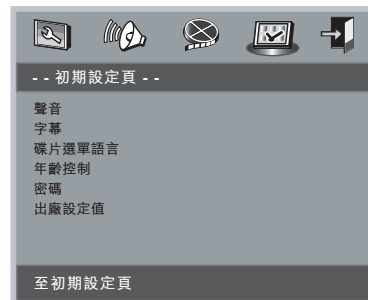 - - 初期設定頁 - -
聲音
字幕
碟片選單語言
年齡控制
密碼
出廠設定值
至初期設定頁